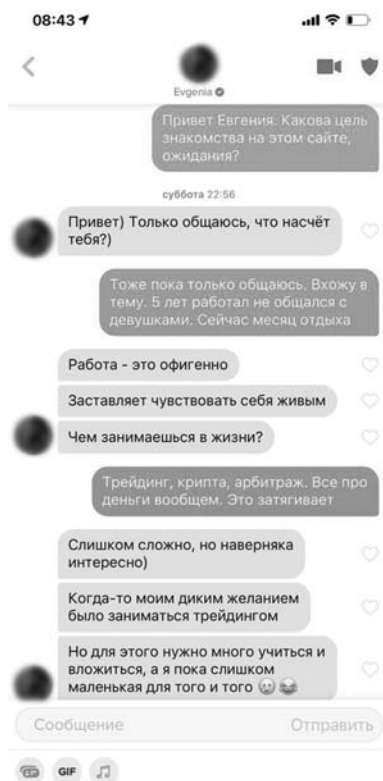 08:43
Evgenia
Привет Евгения. Какова цель
знакомства на этом сайте,
ожидания?
суббота 22:56
Привет) Только общаюсь, что насчёт
тебя?)
Тоже пока только общаюсь. Вхожу в
тему. 5 лет работал не общался с
девушками. Сейчас месяц отдыха
Работа - это офигенно
Заставляет чувствовать себя живым
Чем занимаешься в жизни?
Трейдинг, крипта, арбитраж. Все про
деньги вообщем. Это затягивает
Слишком сложно, но наверняка
интересно)
Когда-то моим диким желанием
было заниматься трейдингом
Но для этого нужно много учиться и
вложиться, а я пока слишком
маленькая для того и того 🥲😂
Сообщение
Отправить
GIF